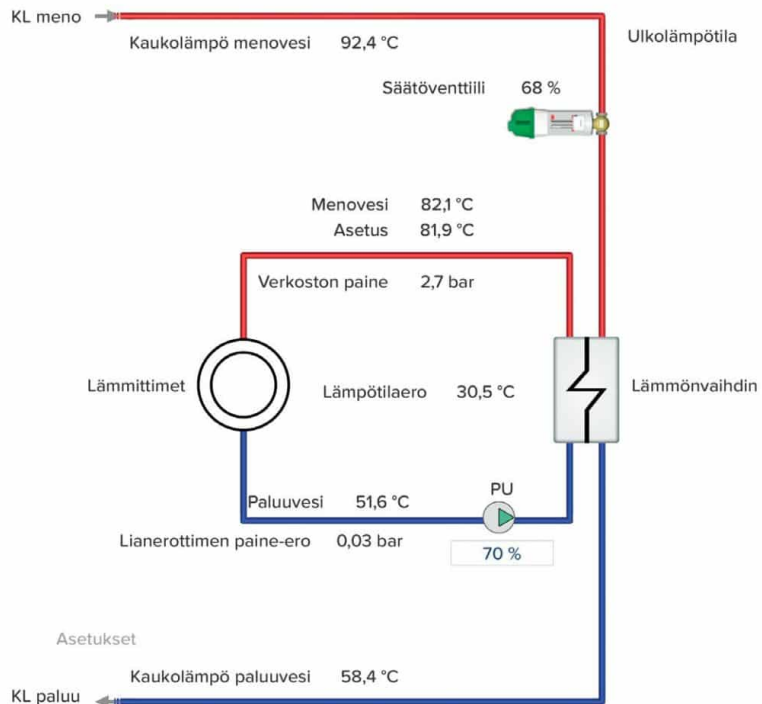 KL meno
Kaukolämpö menovesi 92,4 °C
Ulkolämpötila
Säätöventtiili 68 %
Menovesi 82,1 °C
Asetus 81,9 °C
Verkoston paine 2,7 bar
Lämmittimet
Lämpötilaero 30,5 °C
Lämmönvaihdin
PU
Paluuvesi 51,6 °C
Lianerottimen paine-ero 0,03 bar
70 %
Asetukset
Kaukolämpö paluuvesi 58,4 °C
KL paluu